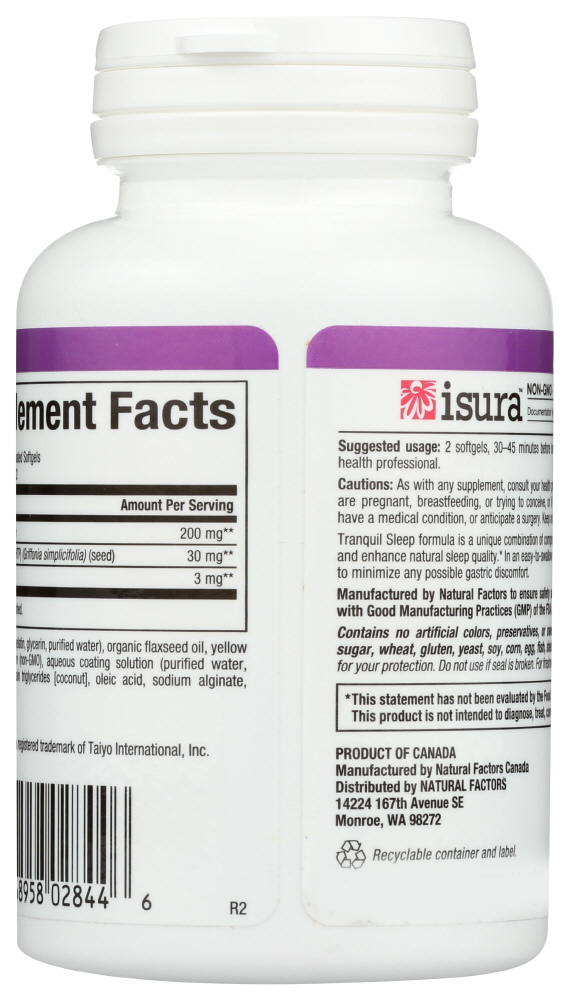 Facts
Softgels
2
Amount Per Serving
200 mg**
(Griffonia simplicifolia) (seed) 30 mg**
3 mg**
glycerin, purified water), organic flaxseed oil, yellow
(non-GMO), aqueous coating solution (purified water,
triglycerides [coconut], oleic acid, sodium alginate,
registered trademark of Taiyo International, Inc.
8958 02844 6
R2
isura™
NON-GMO
Suggested usage: 2 softgels, 30–45 minutes before
health professional.
Cautions: As with any supplement, consult your health
are pregnant, breastfeeding, or trying to conceive,
have a medical condition, or anticipate a surgery. Keep
Tranquil Sleep formula is a unique combination of
and enhance natural sleep quality.* In an
to minimize any possible gastric discomfort.
Manufactured by Natural Factors to ensure safety
with Good Manufacturing Practices (GMP) of the
Contains no artificial colors, preservatives, or
sugar, wheat, gluten, yeast, soy, corn, egg, fish,
for your protection. Do not use if seal is broken. For
*This statement has not been evaluated by the Food
This product is not intended to diagnose, treat,
PRODUCT OF CANADA
Manufactured by Natural Factors Canada
Distributed by NATURAL FACTORS
14224 167th Avenue SE
Monroe, WA 98272
Recyclable container and label.